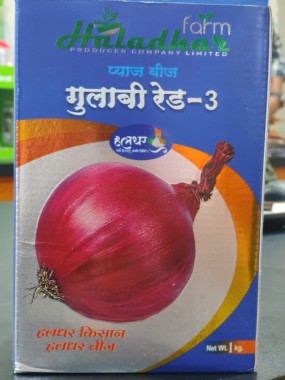 farm
Haladhar
PRODUCER COMPANY LIMITED
प्याज बीज
गुलाबी रेड-3
हलधर
हलधर किसान
हलधर बीज
Net Wt. 1 kg.